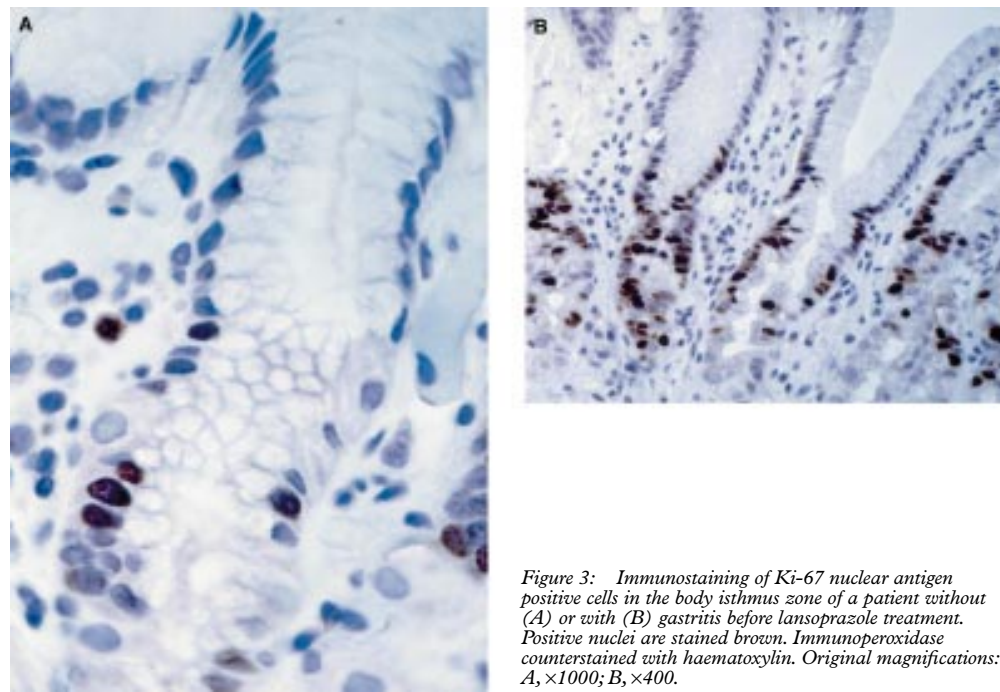 A
B
Figure 3: Immunostaining of Ki-67 nuclear antigen
positive cells in the body isthmus zone of a patient without
(A) or with (B) gastritis before lansoprazole treatment.
Positive nuclei are stained brown. Immunoperoxidase
counterstained with haematoxylin. Original magnifications:
A, ×1000; B, ×400.